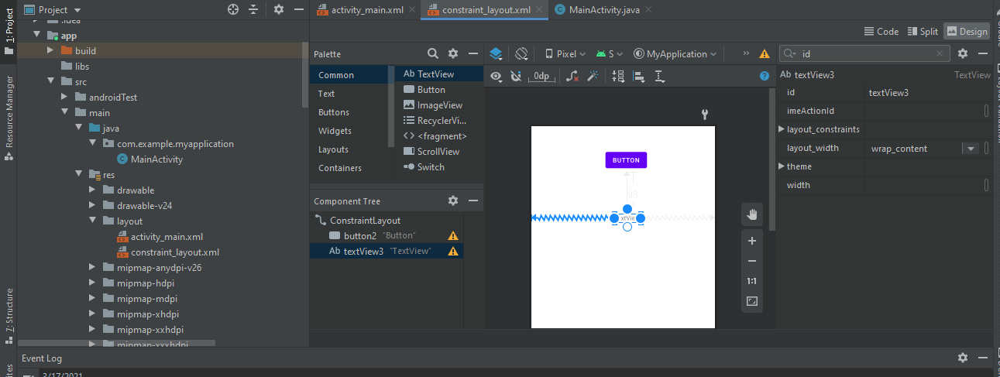 Project
activity_main.xml
constraint_layout.xml
MainActivity.java
1: Project
Resource Manager
7: Structure
.idea
app
build
libs
src
androidTest
main
java
com.example.myapplication
MainActivity
res
drawable
drawable-v24
layout
activity_main.xml
constraint_layout.xml
mipmap-anydpi-v26
mipmap-hdpi
mipmap-mdpi
mipmap-xhdpi
mipmap-xxhdpi
mipmap-xxxhdpi
Code
Split
Design
Palette
Common
Text
Buttons
Widgets
Layouts
Containers
Ab TextView
Button
ImageView
RecyclerVi...
<fragment>
ScrollView
Switch
Component Tree
ConstraintLayout
button2 "Button"
Ab textView3 "TextView"
Pixel
S
MyApplication
»
0dp
?
BUTTON
96
1:1
id
Ab textView3
TextView
id
textView3
imeActionId
layout_constraints
layout_width
wrap_content
theme
width
Event Log
3/17/2021